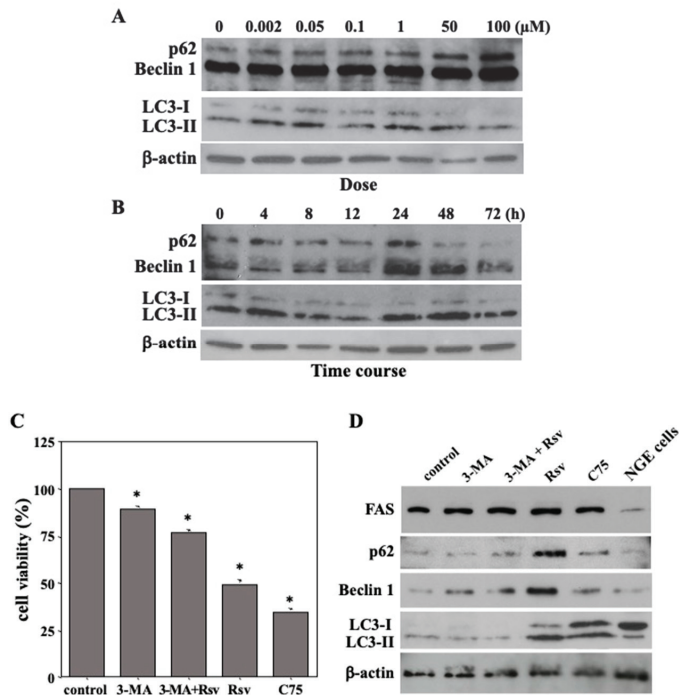 A
0 0.002 0.05 0.1 1 50 100 (µM)
p62
Beclin 1
LC3-I
LC3-II
β-actin
Dose
B
0 4 8 12 24 48 72 (h)
p62
Beclin 1
LC3-I
LC3-II
β-actin
Time course
C
125
100
75
50
25
0
cell viability (%)
* * * *
control 3-MA 3-MA+Rsv Rsv C75
D
control 3-MA 3-MA + Rsv Rsv C75 NGE cells
FAS
p62
Beclin 1
LC3-I
LC3-II
β-actin